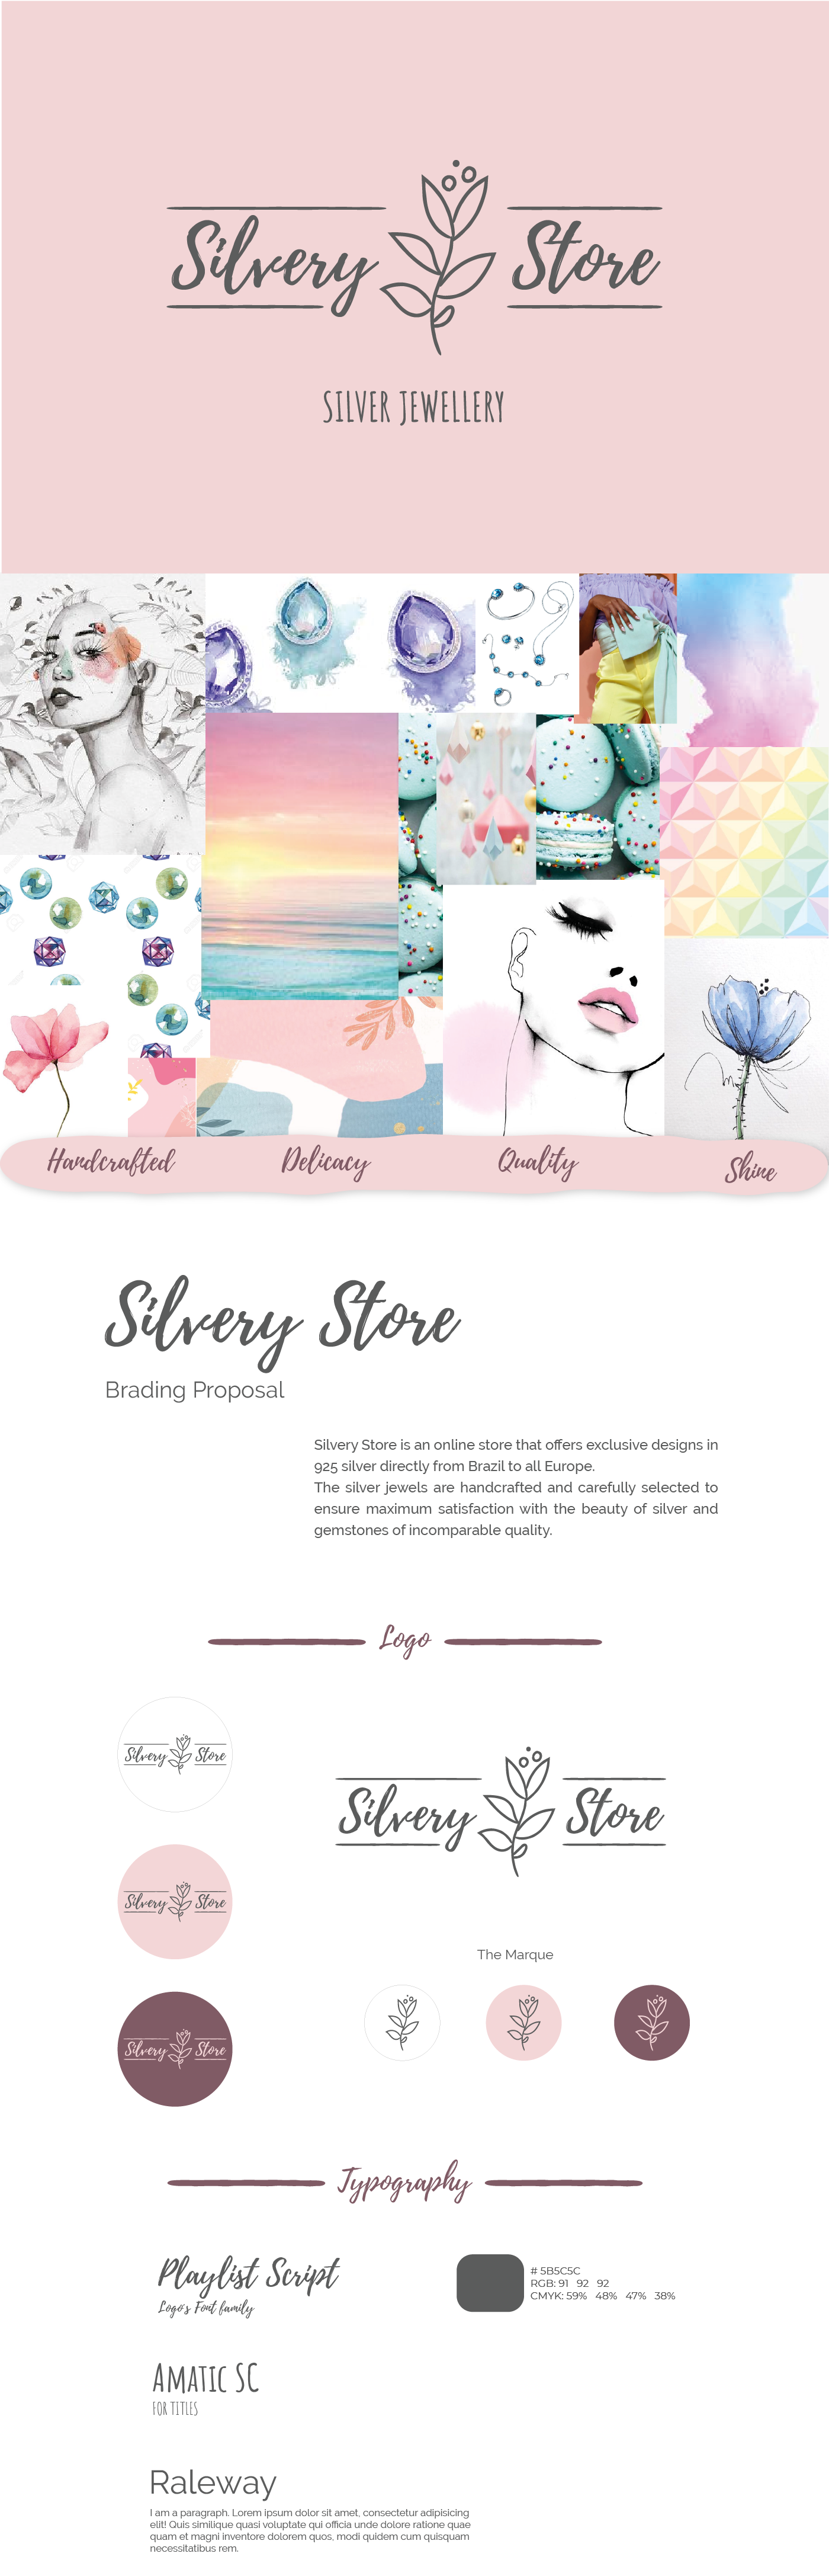 Silvery Store
SILVER JEWELLERY
Handcrafted Delicacy Quality Shine
Silvery Store
Brading Proposal
Silvery Store is an online store that offers exclusive designs in
925 silver directly from Brazil to all Europe.
The silver jewels are handcrafted and carefully selected to
ensure maximum satisfaction with the beauty of silver and
gemstones of incomparable quality.
Logo
Silvery Store
Silvery Store
Silvery Store
Silvery Store
The Marque
Typography
Playlist Script
Logo's Font family
# 5B5C5C
RGB: 91 92 92
CMYK: 59% 48% 47% 38%
Amatic SC
FOR TITLES
Raleway
I am a paragraph. Lorem ipsum dolor sit amet, consectetur adipisicing
elit! Quis similique quasi voluptate qui officia unde dolore ratione quae
quam et magni inventore dolorem quos, modi quidem cum quisquam
necessitatibus rem.